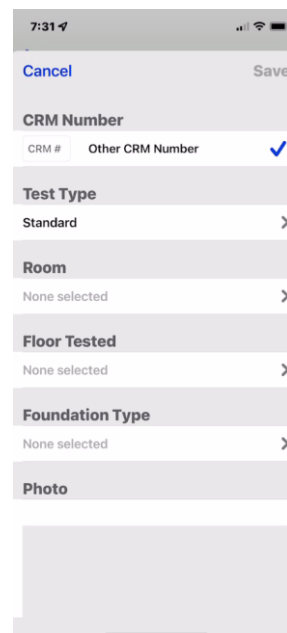 7:31
Cancel Save
CRM Number
CRM # Other CRM Number
Test Type
Standard
Room
None selected
Floor Tested
None selected
Foundation Type
None selected
Photo